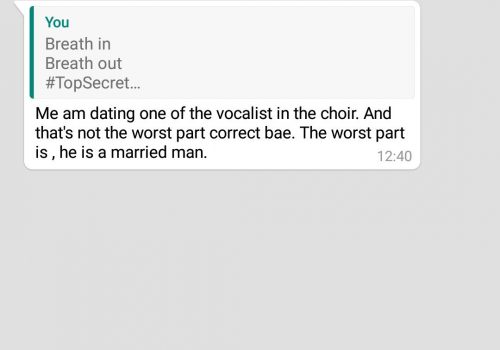 You
Breath in
Breath out
#TopSecret...
Me am dating one of the vocalist in the choir. And
that's not the worst part correct bae. The worst part
is , he is a married man.
12:40